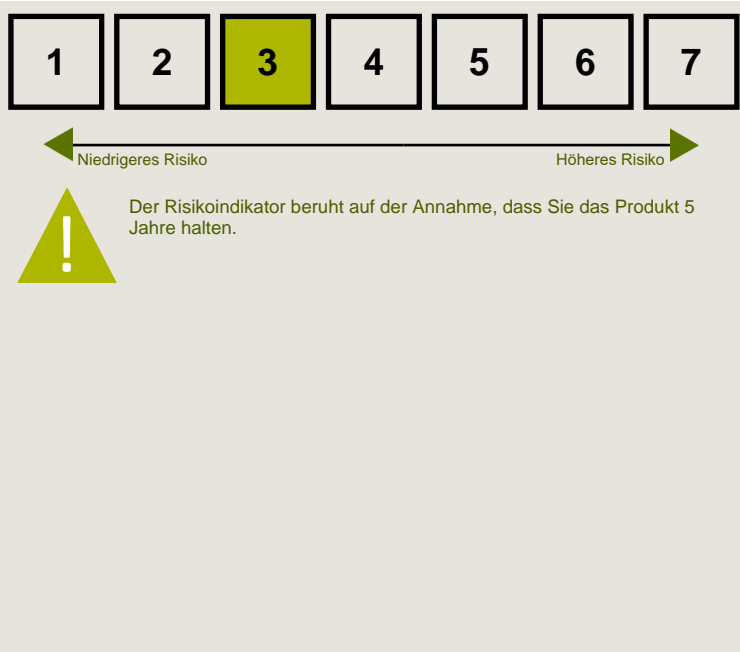 1 2 3 4 5 6 7
Niedrigeres Risiko Höheres Risiko
!
Der Risikoindikator beruht auf der Annahme, dass Sie das Produkt 5
Jahre halten.